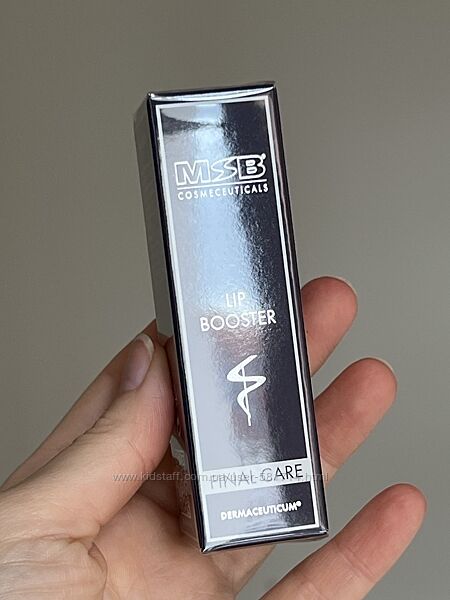 MSB®
COSMECEUTICALS
LIP
BOOSTER
FINAL CARE
DERMACEUTICUM®